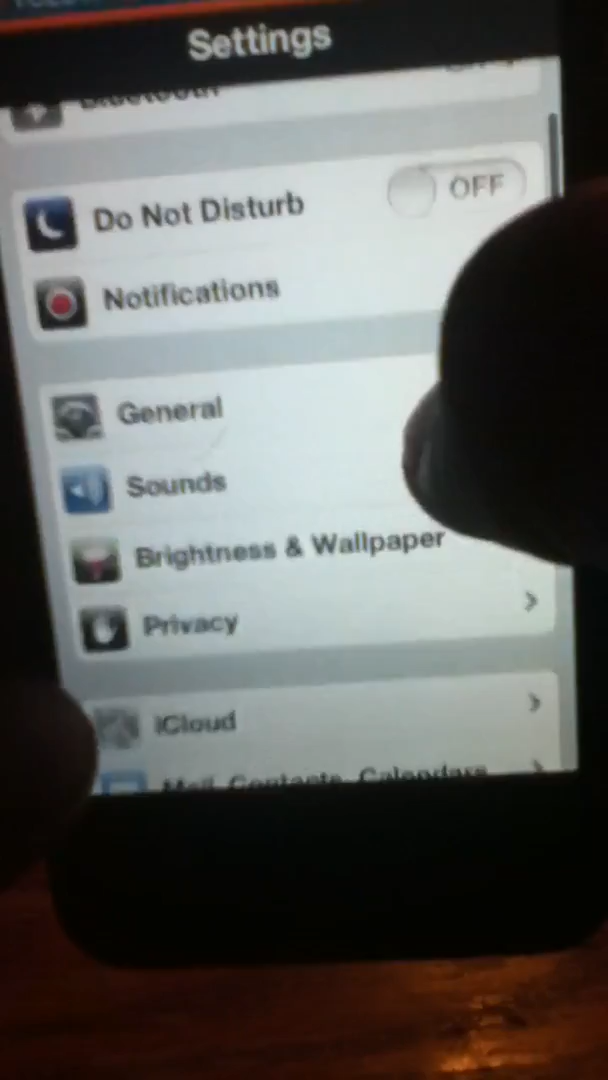 Settings
Bluetooth
Do Not Disturb
OFF
Notifications
General
Sounds
Brightness & Wallpaper
Privacy
iCloud
Mail, Contacts, Calendars